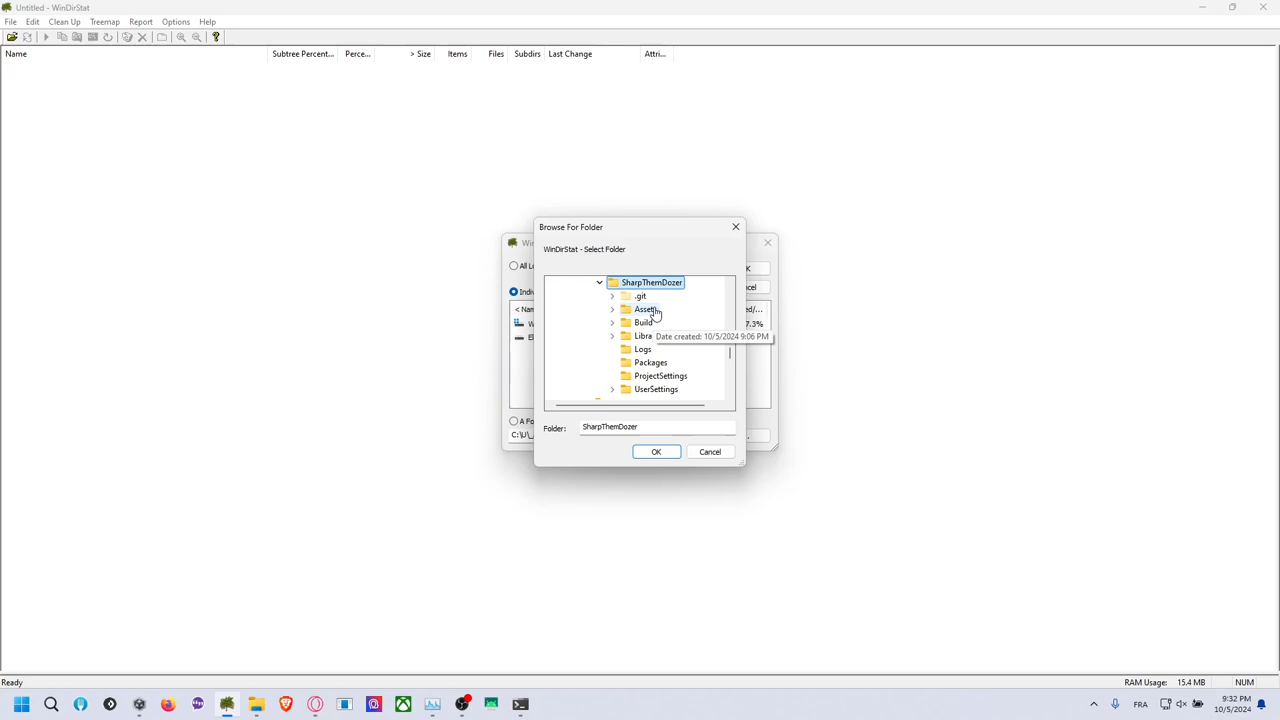 Untitled - WinDirStat
File Edit Clean Up Treemap Report Options Help
Name Subtree Percent... Perce... > Size Items Files Subdirs Last Change Attri...
Browse For Folder
WinDirStat - Select Folder
SharpThemDozer
.git
Build
Date created: 10/5/2024 9:06 PM
Logs
Packages
ProjectSettings
UserSettings
Folder: SharpThemDozer
OK Cancel
7.3%
Ready RAM Usage: 15.4 MB NUM
FRA
9:32 PM
10/5/2024